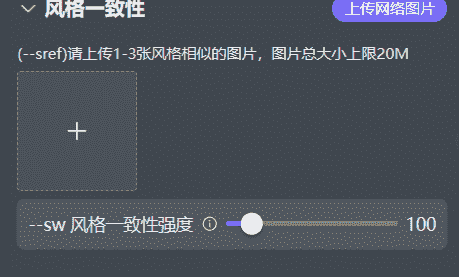 风格一致性
上传网络图片
(--sref)请上传1-3张风格相似的图片，图片总大小上限20M
--sw 风格一致性强度
100